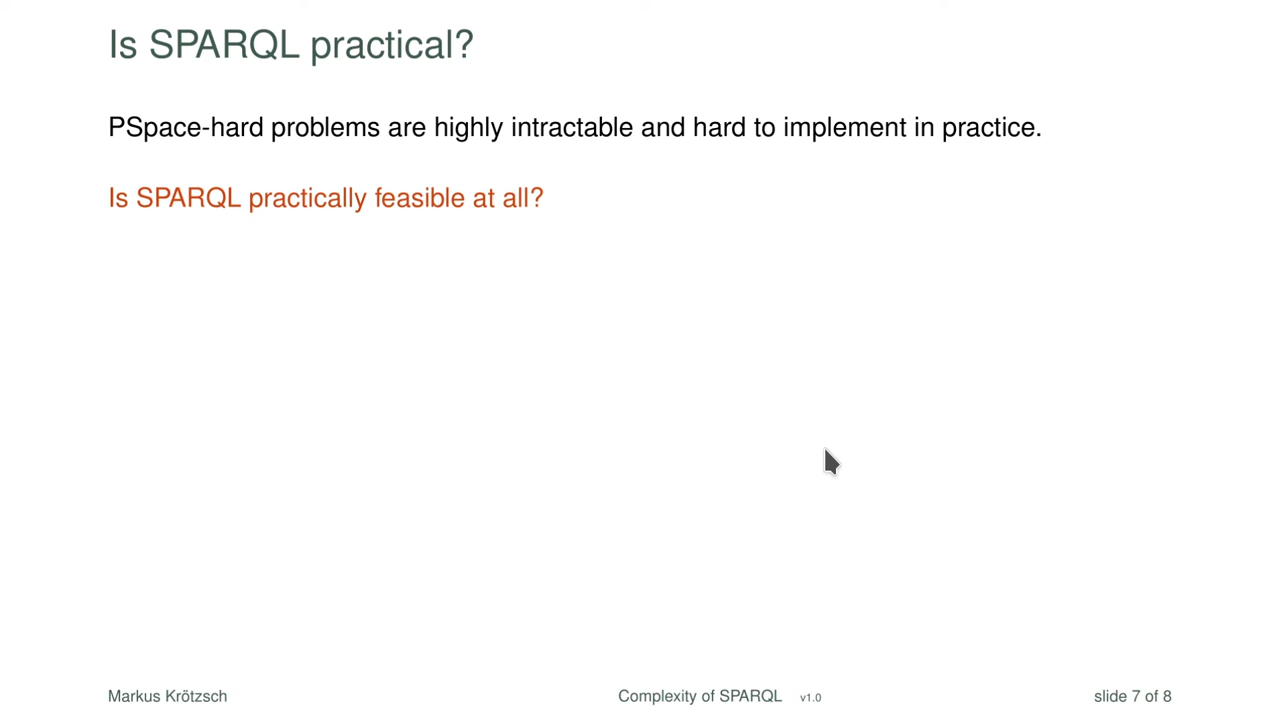 Is SPARQL practical?
PSpace-hard problems are highly intractable and hard to implement in practice.
Is SPARQL practically feasible at all?
Markus Krötzsch
Complexity of SPARQL v1.0
slide 7 of 8